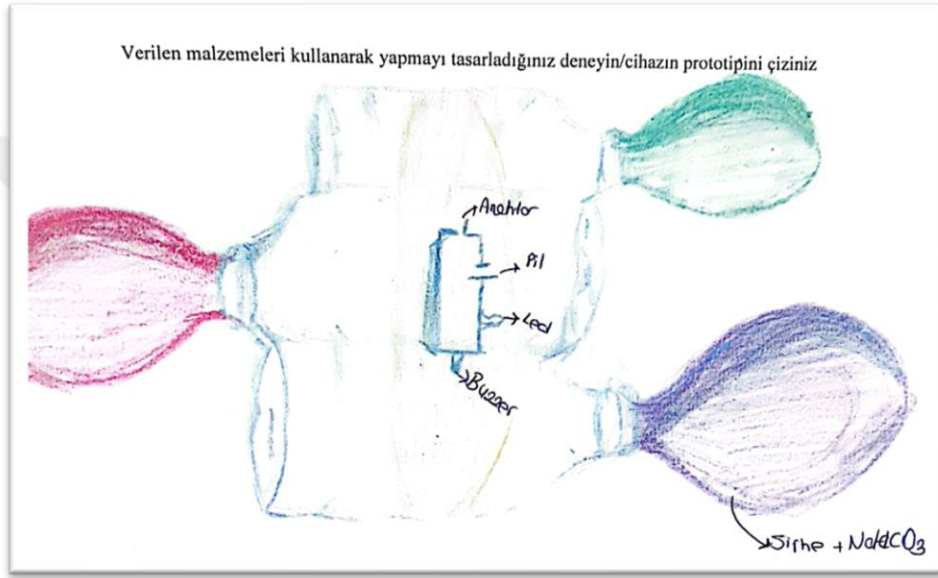 Verilen malzemeleri kullanarak yapmayı tasarladığınız deneyin/cihazın prototipini çiziniz
Anahtar
Pil
Led
Buzzer
Sirke + NaHCO3